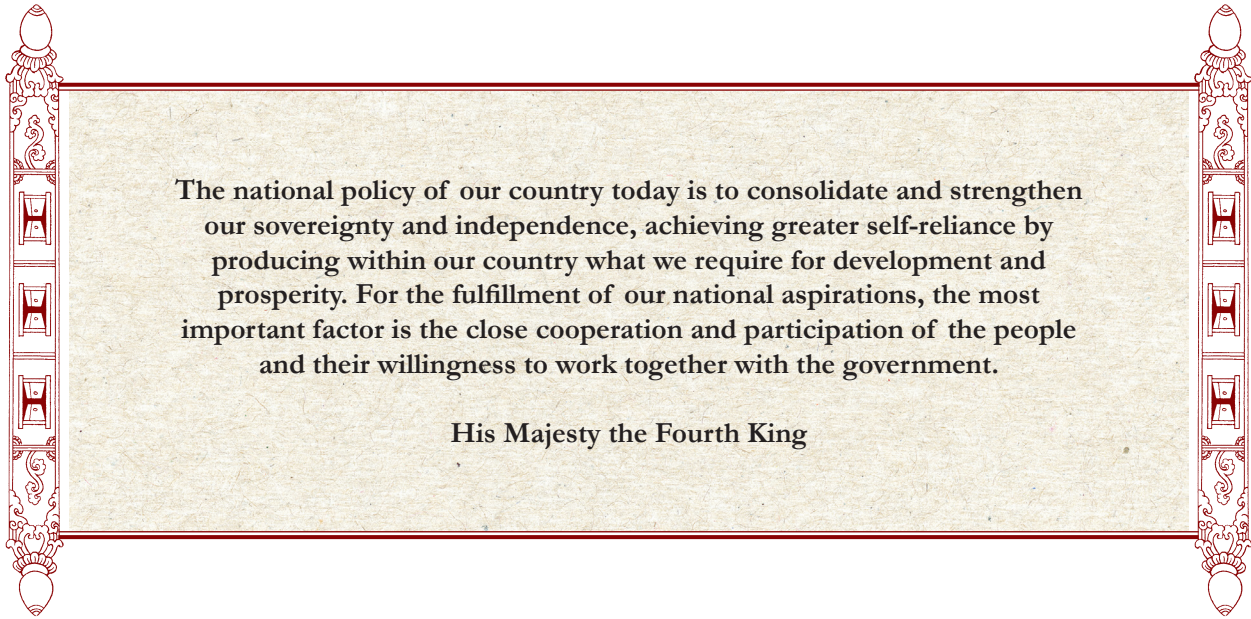 The national policy of our country today is to consolidate and strengthen
our sovereignty and independence, achieving greater self-reliance by
producing within our country what we require for development and
prosperity. For the fulfillment of our national aspirations, the most
important factor is the close cooperation and participation of the people
and their willingness to work together with the government.
His Majesty the Fourth King